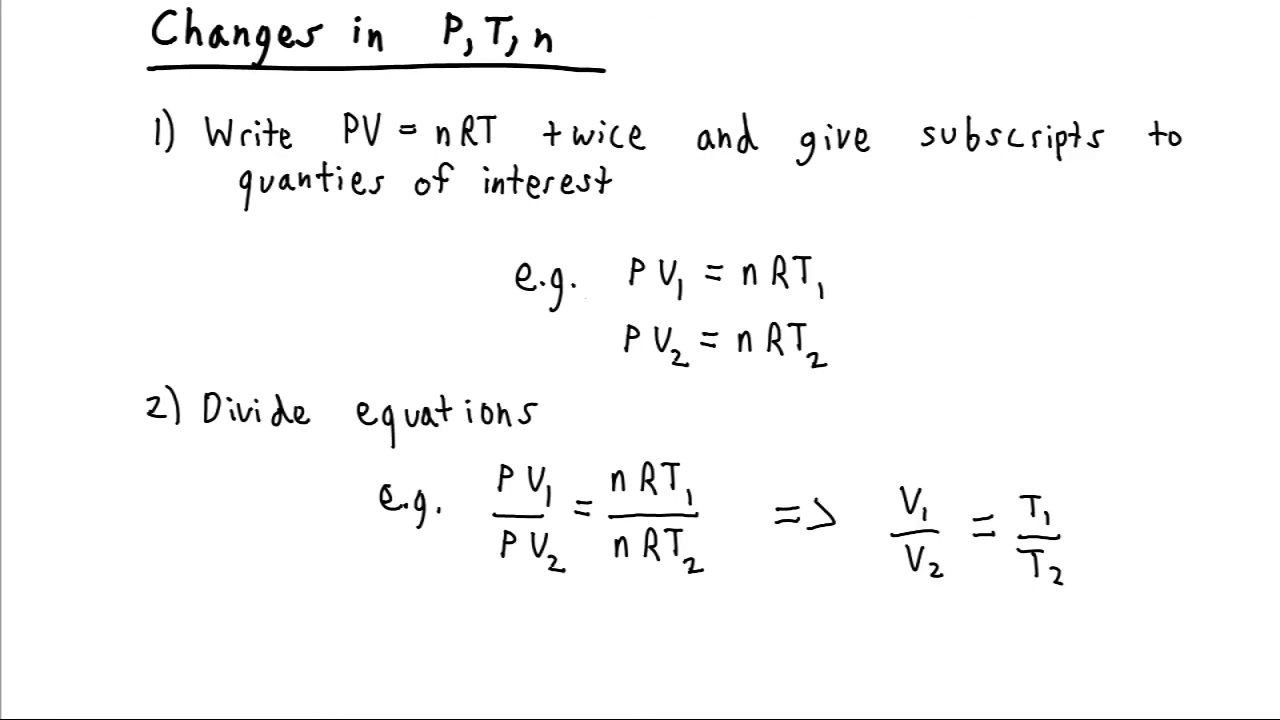 Changes in P, T, n
1) Write PV = nRT twice and give subscripts to
quanties of interest
e.g. PV₁ = nRT₁
PV₂ = nRT₂
2) Divide equations
e.g. PV₁/PV₂ = nRT₁/nRT₂ => V₁/V₂ = T₁/T₂